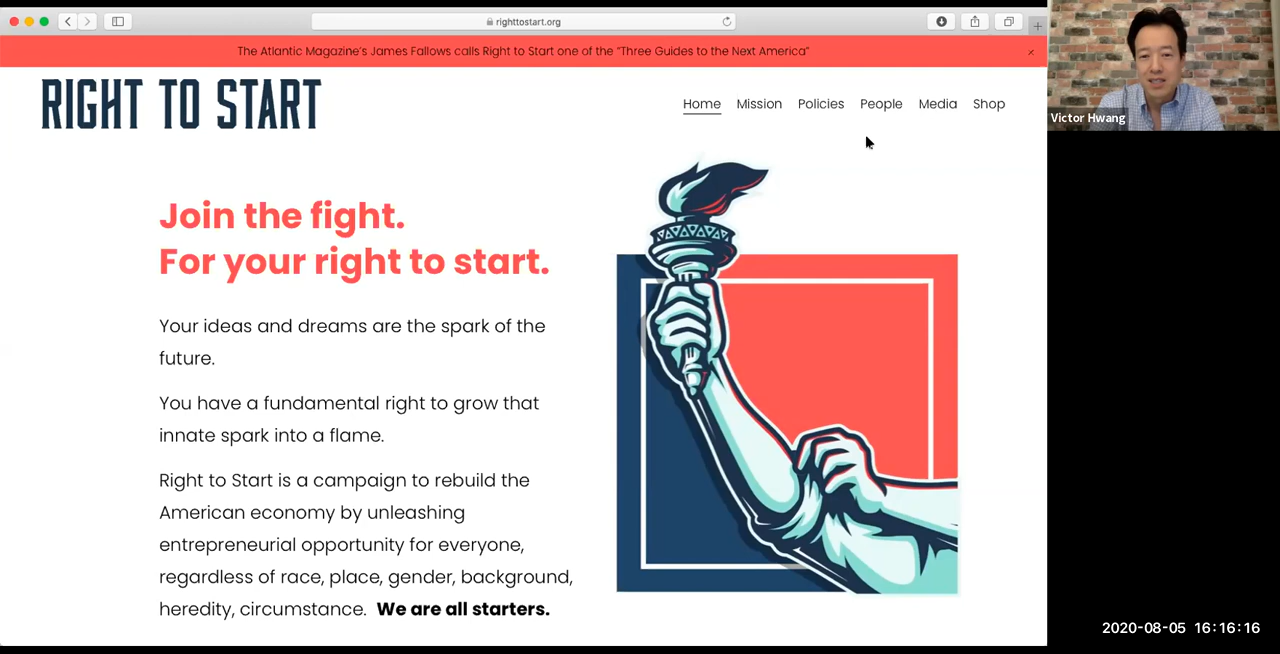 righttostart.org
The Atlantic Magazine's James Fallows calls Right to Start one of the “Three Guides to the Next America”
RIGHT TO START
Home Mission Policies People Media Shop
Victor Hwang
Join the fight.
For your right to start.
Your ideas and dreams are the spark of the
future.
You have a fundamental right to grow that
innate spark into a flame.
Right to Start is a campaign to rebuild the
American economy by unleashing
entrepreneurial opportunity for everyone,
regardless of race, place, gender, background,
heredity, circumstance. We are all starters.
2020-08-05 16:16:16